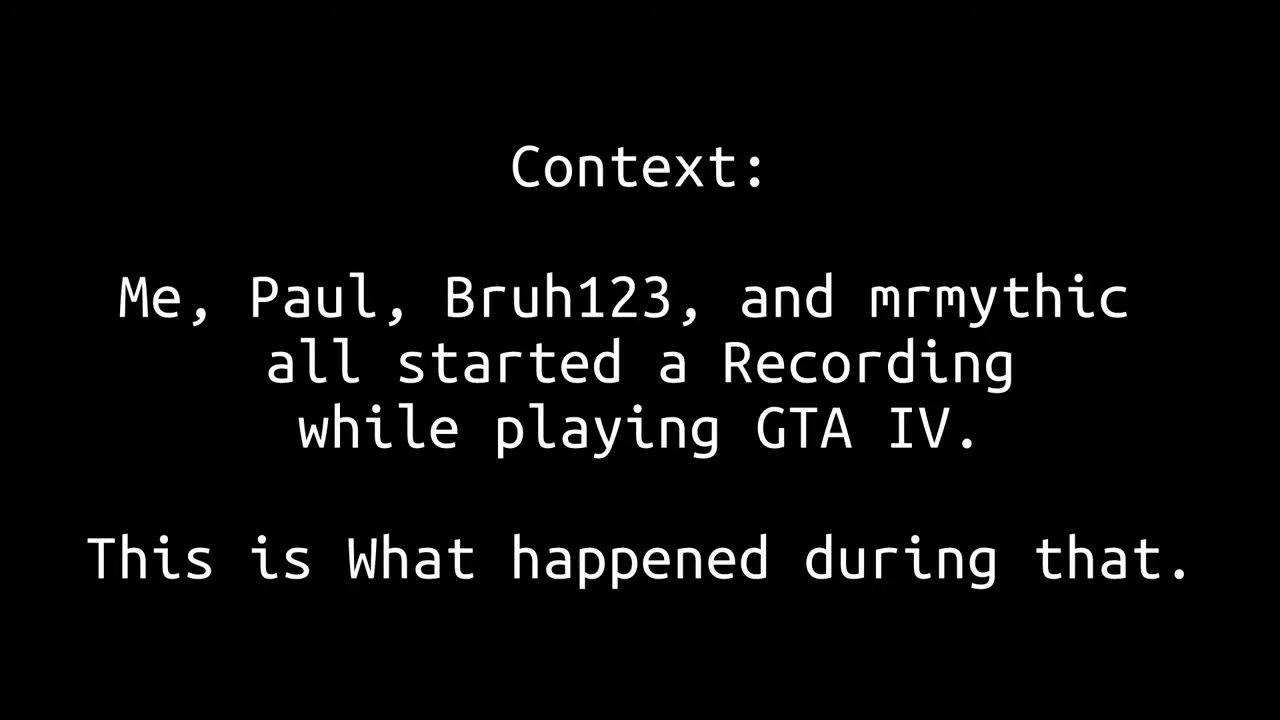 Context:
Me, Paul, Bruh123, and mrmythic
all started a Recording
while playing GTA IV.
This is What happened during that.